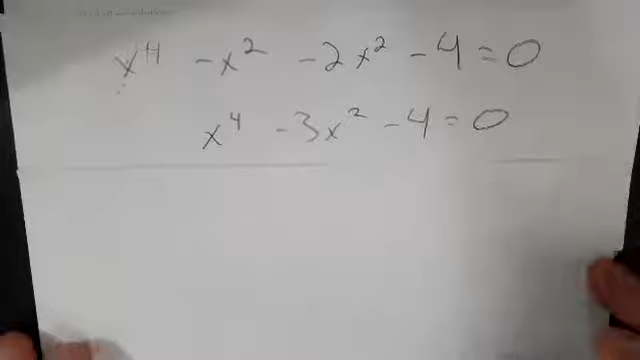 x⁴ -x² -2x² -4=0
x⁴ -3x² -4=0